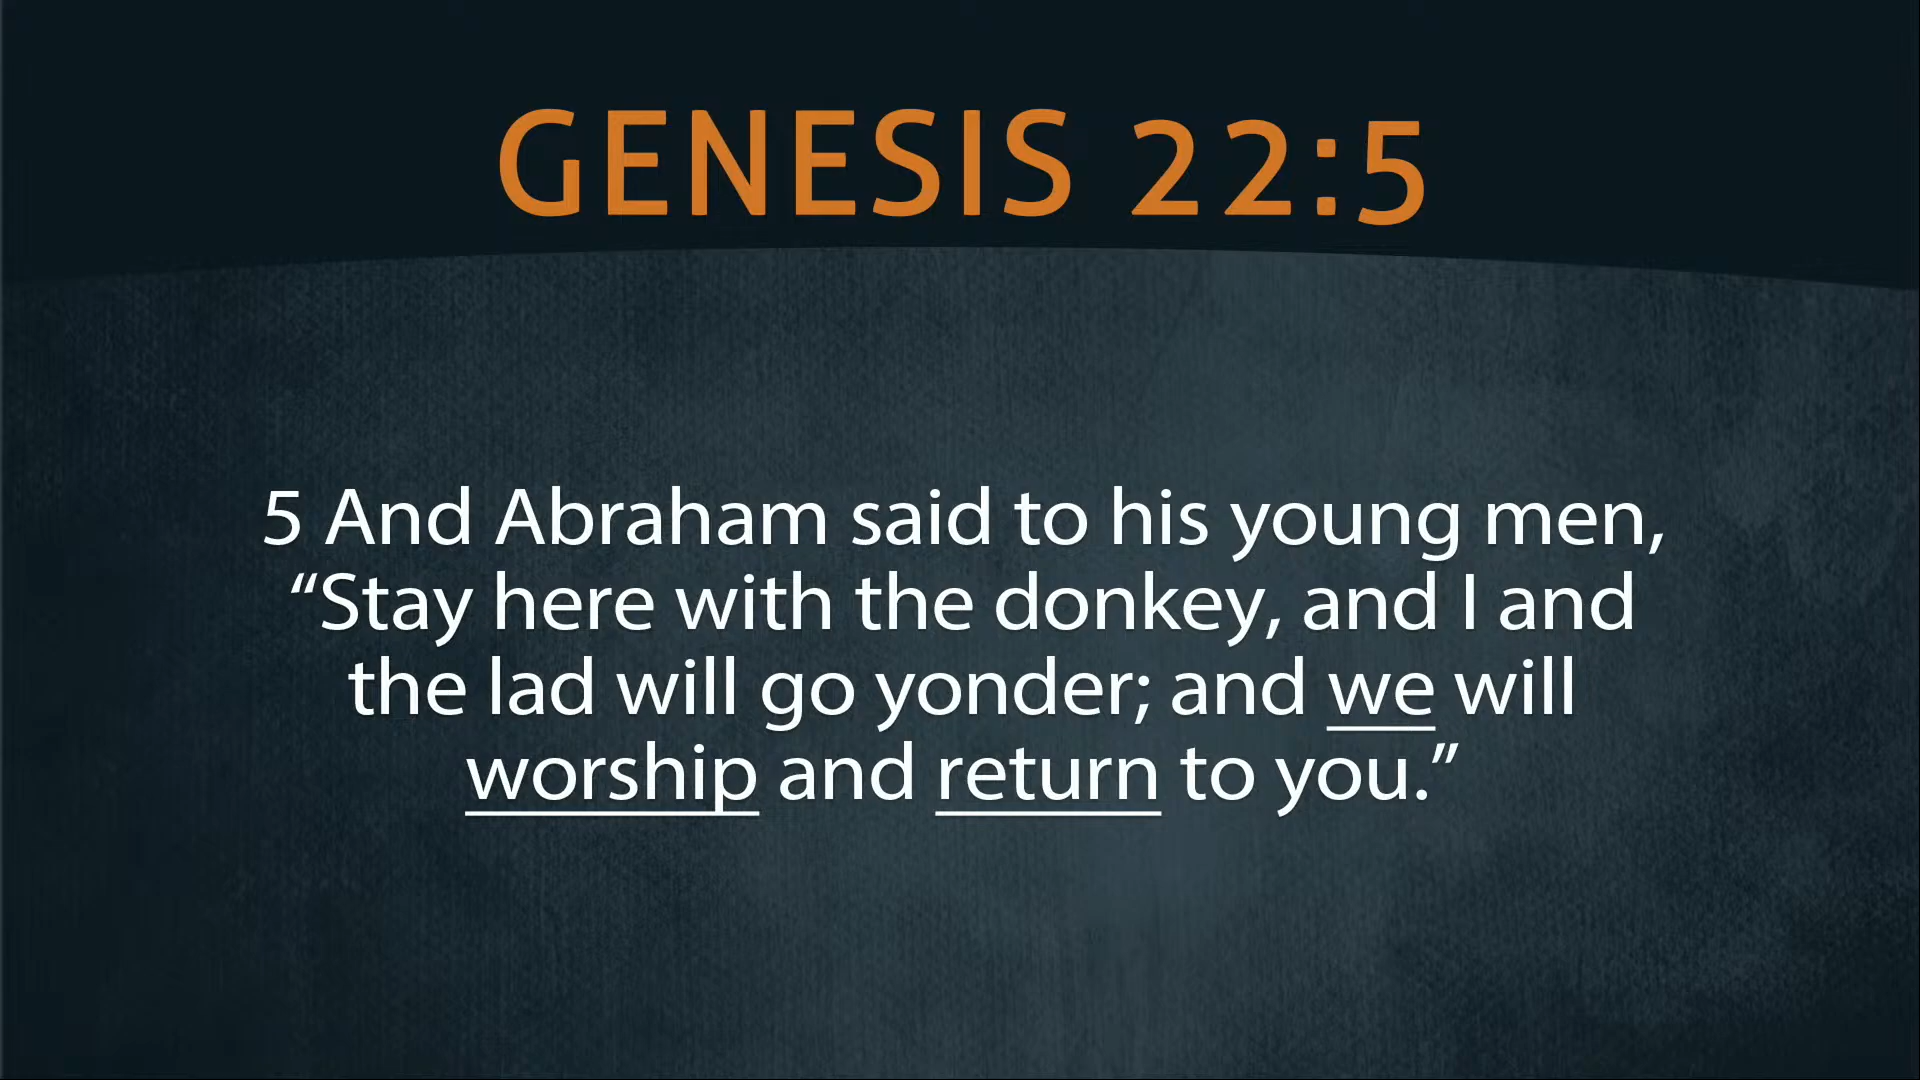 GENESIS 22:5
5 And Abraham said to his young men,
“Stay here with the donkey, and I and
the lad will go yonder; and we will
worship and return to you.”